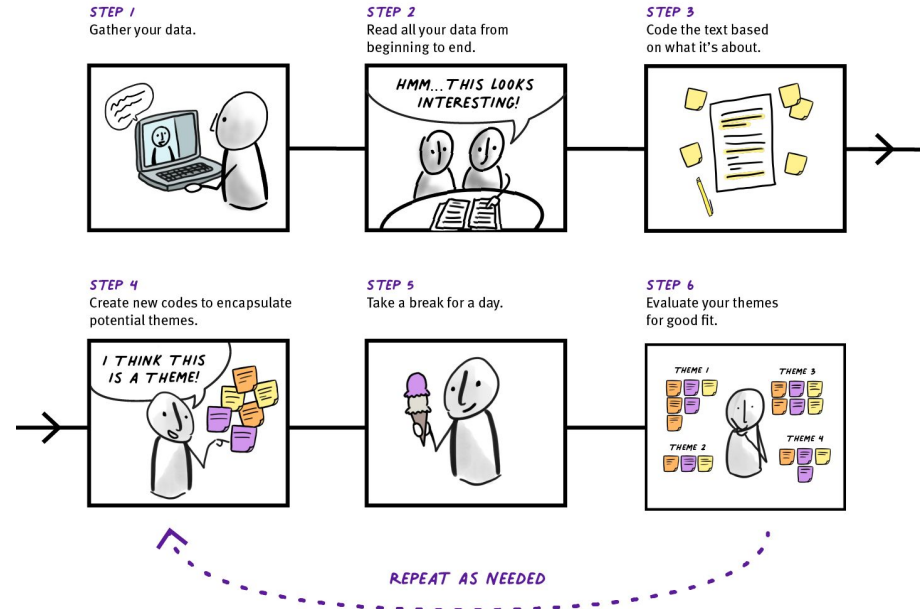 STEP 1
Gather your data.
STEP 2
Read all your data from
beginning to end.
STEP 3
Code the text based
on what it's about.
HMM...THIS LOOKS
INTERESTING!
STEP 4
Create new codes to encapsulate
potential themes.
STEP 5
Take a break for a day.
STEP 6
Evaluate your themes
for good fit.
I THINK THIS
IS A THEME!
THEME 1
THEME 3
THEME 2
THEME 4
REPEAT AS NEEDED